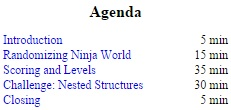 Agenda
Introduction 5 min
Randomizing Ninja World 15 min
Scoring and Levels 35 min
Challenge: Nested Structures 30 min
Closing 5 min